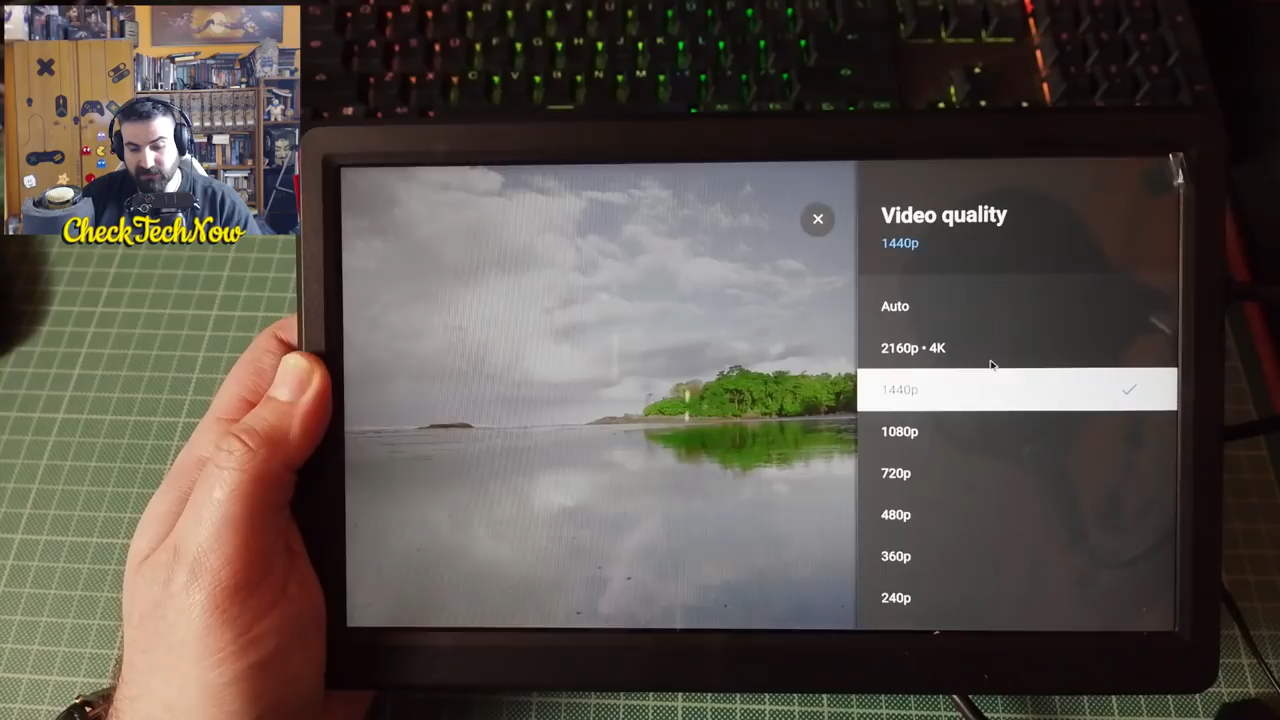 CheckTechNow
Video quality
1440p
Auto
2160p • 4K
1440p
1080p
720p
480p
360p
240p